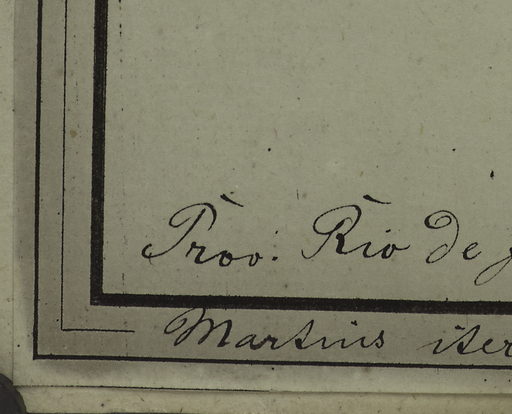 Prov: Rio de
Martius iter